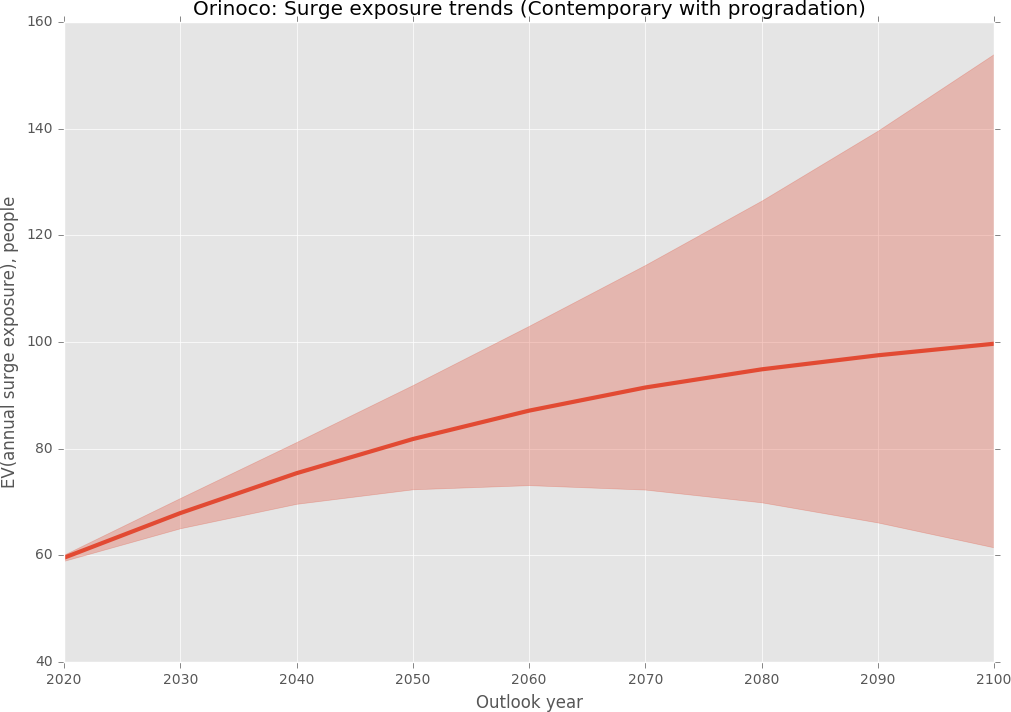 Orinoco: Surge exposure trends (Contemporary with progradation)
EV(annual surge exposure), people
160
140
120
100
80
60
40
2020 2030 2040 2050 2060 2070 2080 2090 2100
Outlook year